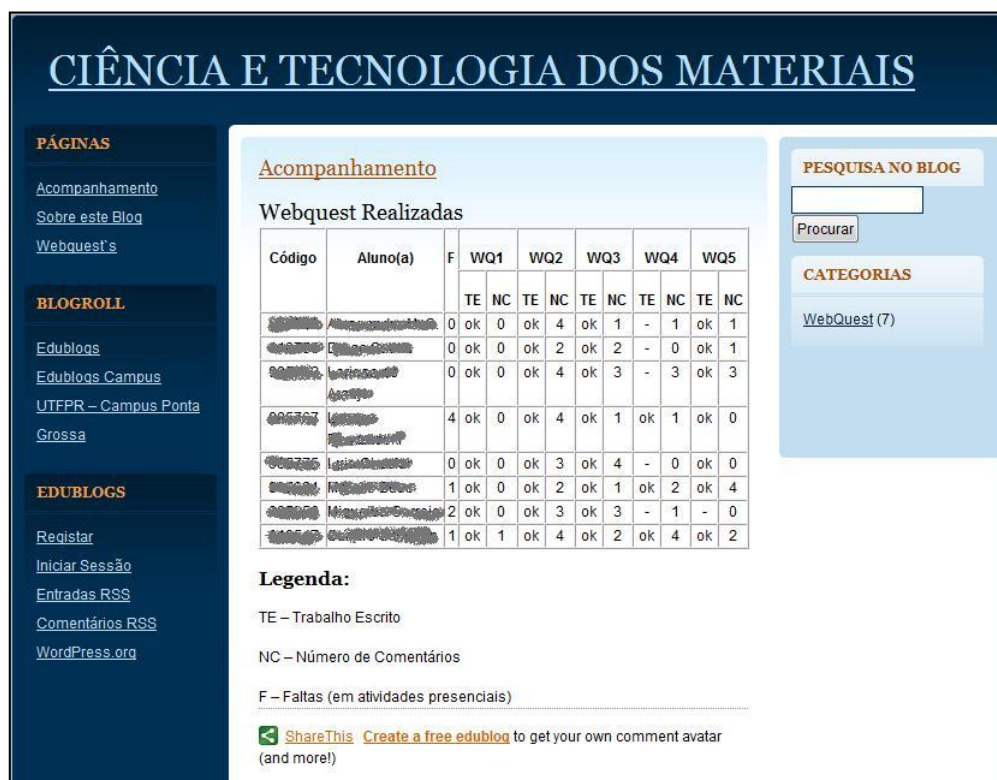 CIÊNCIA E TECNOLOGIA DOS MATERIAIS
PÁGINAS
Acompanhamento
Sobre este Blog
Webquest`s
BLOGROLL
Edublogs
Edublogs Campus
UTFPR – Campus Ponta
Grossa
EDUBLOGS
Registar
Iniciar Sessão
Entradas RSS
Comentários RSS
WordPress.org
Acompanhamento
Webquest Realizadas
Código Aluno(a) F WQ1 WQ2 WQ3 WQ4 WQ5
TE NC TE NC TE NC TE NC TE NC
0 ok 0 ok 4 ok 1 - 1 ok 1
0 ok 0 ok 2 ok 2 - 0 ok 1
0 ok 0 ok 4 ok 3 - 3 ok 3
4 ok 0 ok 4 ok 1 ok 1 ok 0
0 ok 0 ok 3 ok 4 - 0 ok 0
1 ok 0 ok 2 ok 1 ok 2 ok 4
2 ok 0 ok 3 ok 3 - 1 - 0
1 ok 1 ok 4 ok 2 ok 4 ok 2
Legenda:
TE – Trabalho Escrito
NC – Número de Comentários
F – Faltas (em atividades presenciais)
ShareThis Create a free edublog to get your own comment avatar
(and more!)
PESQUISA NO BLOG
Procurar
CATEGORIAS
WebQuest (7)